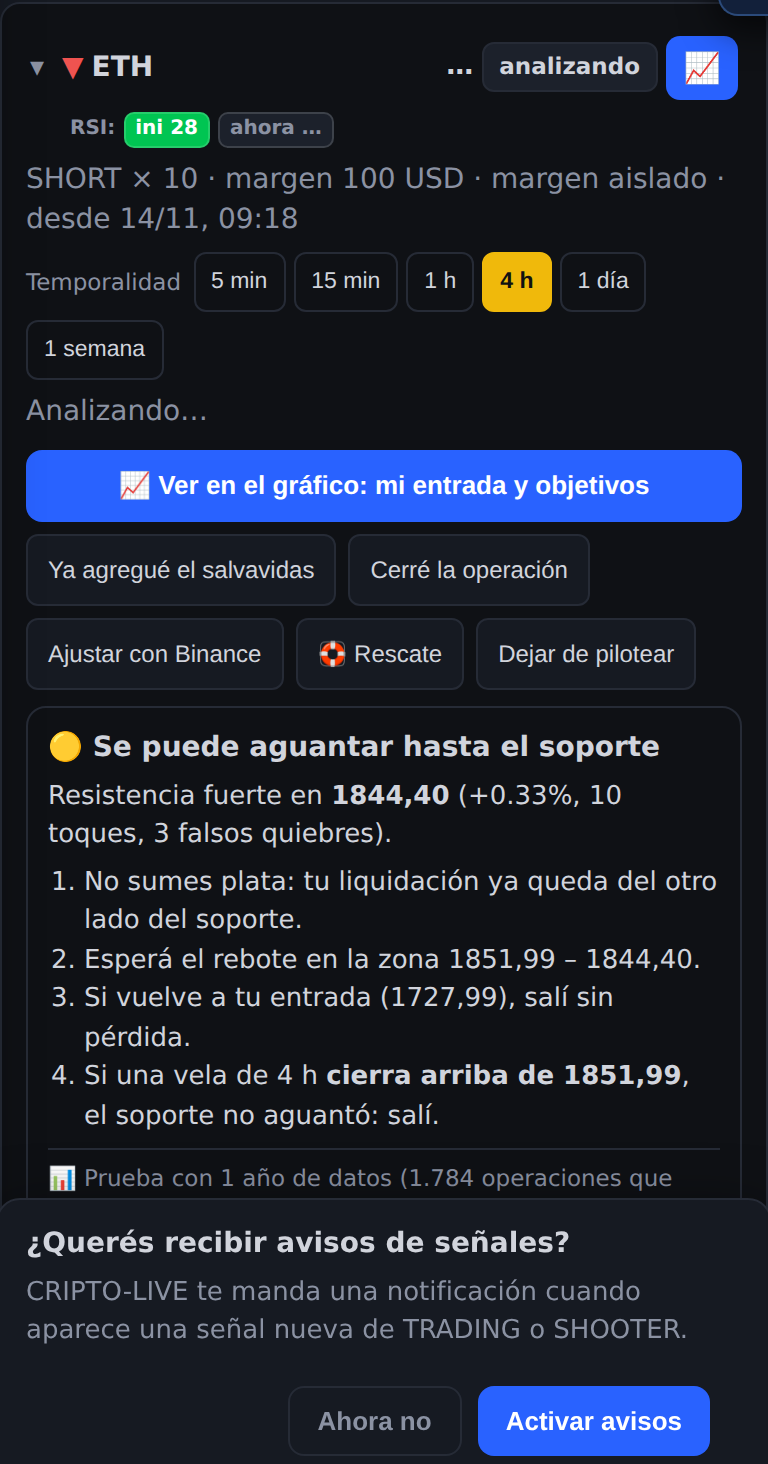 ▼ 🔻 ETH ... analizando 📈
RSI: ini 28 ahora ...
SHORT × 10 · margen 100 USD · margen aislado ·
desde 14/11, 09:18
Temporalidad 5 min 15 min 1 h 4 h 1 día
1 semana
Analizando...
📈 Ver en el gráfico: mi entrada y objetivos
Ya agregué el salvavidas Cerré la operación
Ajustar con Binance 🛟 Rescate Dejar de pilotear
🟡 Se puede aguantar hasta el soporte
Resistencia fuerte en 1844,40 (+0.33%, 10
toques, 3 falsos quiebres).
1. No sumes plata: tu liquidación ya queda del otro
lado del soporte.
2. Esperá el rebote en la zona 1851,99 – 1844,40.
3. Si vuelve a tu entrada (1727,99), salí sin
pérdida.
4. Si una vela de 4 h cierra arriba de 1851,99,
el soporte no aguantó: salí.
📊 Prueba con 1 año de datos (1.784 operaciones que
¿Querés recibir avisos de señales?
CRIPTO-LIVE te manda una notificación cuando
aparece una señal nueva de TRADING o SHOOTER.
Ahora no Activar avisos